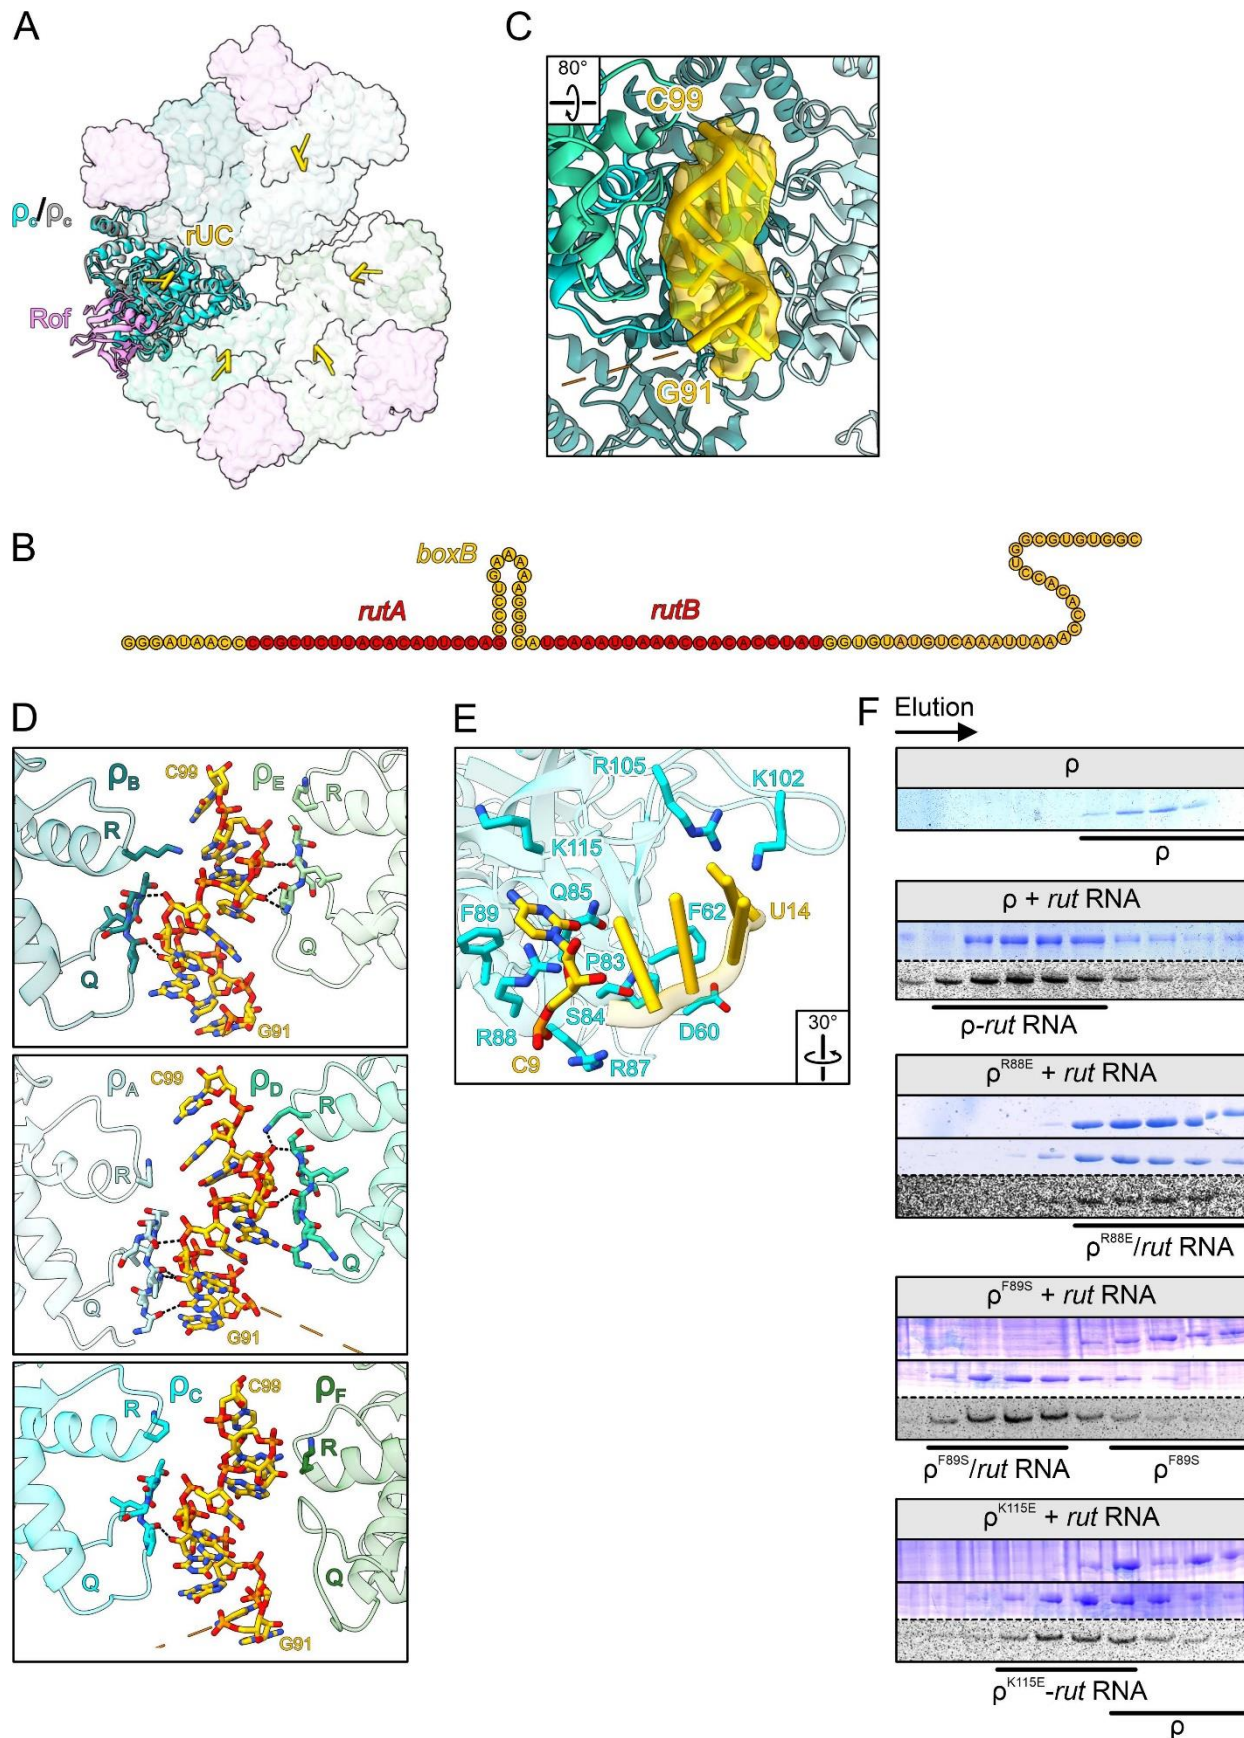 A
ρC/ρC
rUC
Rof
C
80°
C99
G91
B
boxB
rutA
rutB
GGGAUAACCCCGCUCUUACACAUUCCAGCCCUGAAAAAGGGCAUCAAAUUAAACCACACCUAUGGUGUAUGUCAAAUUAAACCACACCUGGCGUGUGGC
D
ρB
C99
ρE
R
R
Q
Q
G91
ρA
C99
ρD
R
R
Q
Q
G91
ρC
C99
ρF
R
R
Q
Q
G91
E
R105
K102
K115
Q85
F89
F62
U14
P83
S84
R88
D60
C9
R87
30°
F
Elution
ρ
ρ
ρ + rut RNA
ρ-rut RNA
ρR88E + rut RNA
ρR88E/rut RNA
ρF89S + rut RNA
ρF89S/rut RNA
ρF89S
ρK115E + rut RNA
ρK115E-rut RNA
ρ